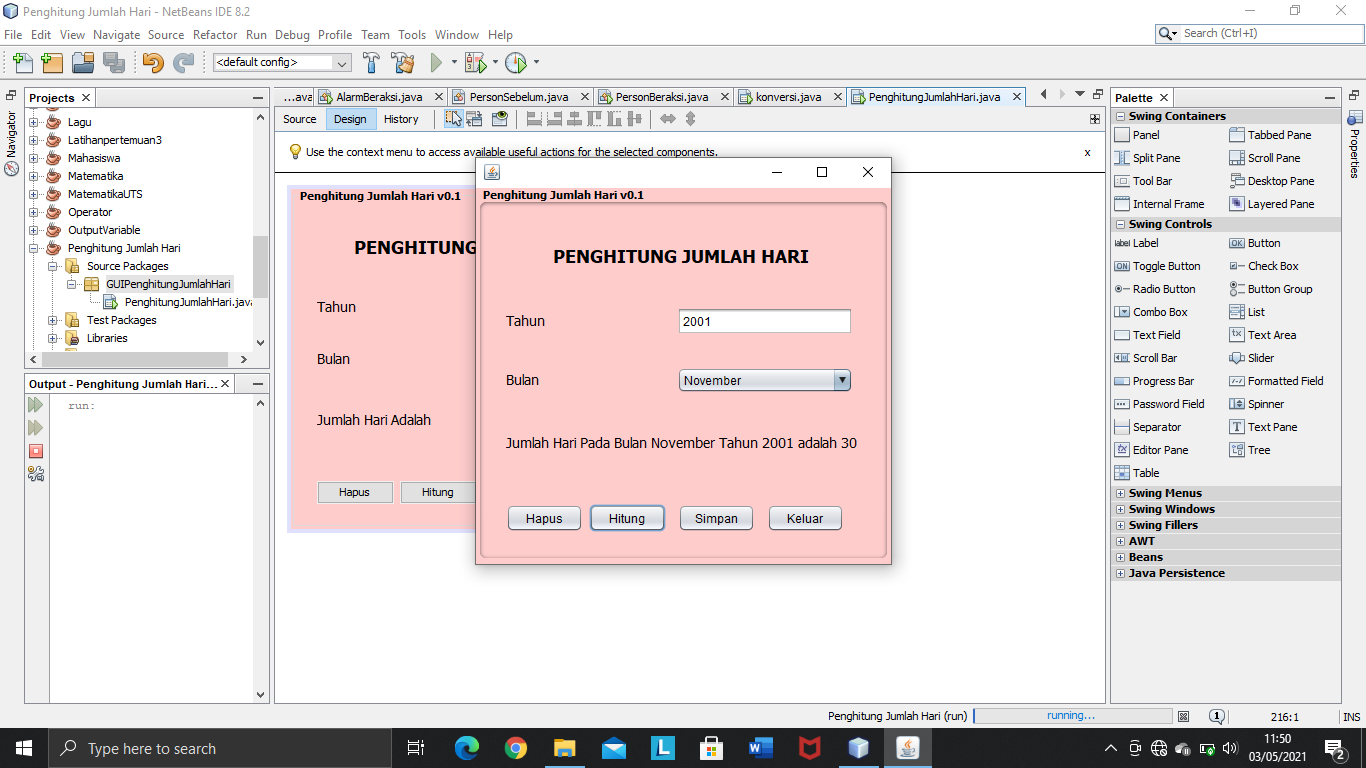 Penghitung Jumlah Hari - NetBeans IDE 8.2
File Edit View Navigate Source Refactor Run Debug Profile Team Tools Window Help
Search (Ctrl+I)
<default config>
Navigator
Projects
Lagu
Latihanpertemuan3
Mahasiswa
Matematika
MatematikaUTS
Operator
OutputVariable
Penghitung Jumlah Hari
Source Packages
GUIPenghitungJumlahHari
PenghitungJumlahHari.java
Test Packages
Libraries
Output - Penghitung Jumlah Hari...
run:
...ava AlarmBeraksi.java PersonSebelum.java PersonBeraksi.java konversi.java PenghitungJumlahHari.java
Source Design History
Use the context menu to access available useful actions for the selected components. x
Penghitung Jumlah Hari v0.1
PENGHITUNG
Tahun
Bulan
Jumlah Hari Adalah
Hapus Hitung
Penghitung Jumlah Hari v0.1
PENGHITUNG JUMLAH HARI
Tahun 2001
Bulan November
Jumlah Hari Pada Bulan November Tahun 2001 adalah 30
Hapus Hitung Simpan Keluar
Palette
Swing Containers
Panel Tabbed Pane
Split Pane Scroll Pane
Tool Bar Desktop Pane
Internal Frame Layered Pane
Swing Controls
label Label OK Button
ON Toggle Button Check Box
Radio Button Button Group
Combo Box List
Text Field Text Area
Scroll Bar Slider
Progress Bar Formatted Field
Password Field Spinner
Separator Text Pane
Editor Pane Tree
Table
Swing Menus
Swing Windows
Swing Fillers
AWT
Beans
Java Persistence
Properties
Penghitung Jumlah Hari (run) running... 1 216:1 INS
Type here to search
11:50
03/05/2021
2